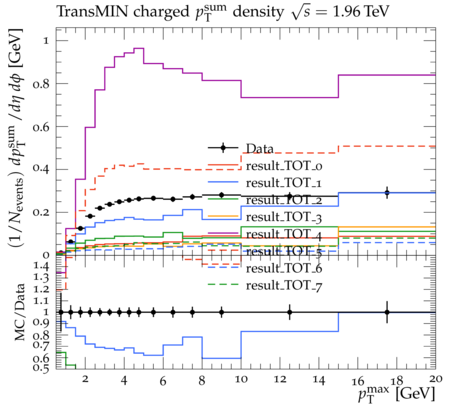 TransMIN charged p_T^sum density √s = 1.96 TeV
(1/N_events) dp_T^sum/dη dϕ [GeV]
1
0.8
0.6
0.4
0.2
0
Data
result_TOT_0
result_TOT_1
result_TOT_2
result_TOT_3
result_TOT_4
result_TOT_5
result_TOT_6
result_TOT_7
MC/Data
1.4
1.3
1.2
1.1
1
0.9
0.8
0.7
0.6
0.5
2 4 6 8 10 12 14 16 18 20
p_T^max [GeV]